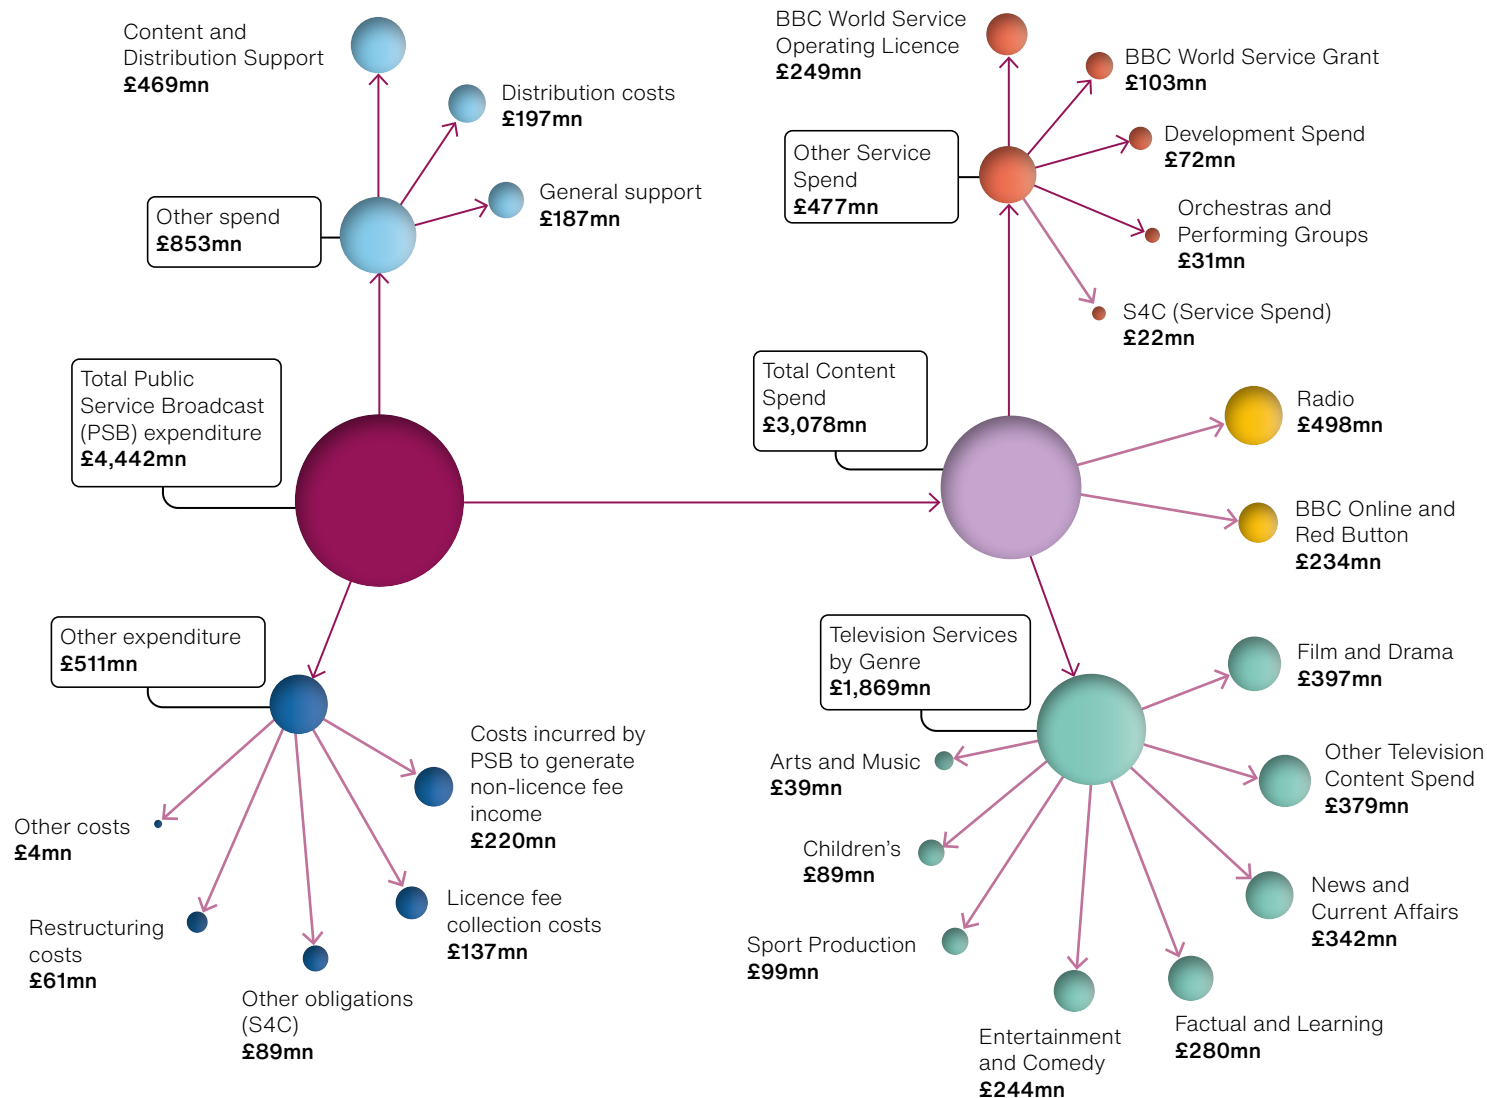 Content and
Distribution Support
£469mn
Distribution costs
£197mn
General support
£187mn
Other spend
£853mn
Total Public
Service Broadcast
(PSB) expenditure
£4,442mn
Other expenditure
£511mn
Costs incurred by
PSB to generate
non-licence fee
income
£220mn
Licence fee
collection costs
£137mn
Other obligations
(S4C)
£89mn
Restructuring
costs
£61mn
Other costs
£4mn
BBC World Service
Operating Licence
£249mn
BBC World Service Grant
£103mn
Development Spend
£72mn
Orchestras and
Performing Groups
£31mn
S4C (Service Spend)
£22mn
Other Service
Spend
£477mn
Total Content
Spend
£3,078mn
Radio
£498mn
BBC Online and
Red Button
£234mn
Television Services
by Genre
£1,869mn
Film and Drama
£397mn
Other Television
Content Spend
£379mn
News and
Current Affairs
£342mn
Factual and Learning
£280mn
Entertainment
and Comedy
£244mn
Sport Production
£99mn
Children's
£89mn
Arts and Music
£39mn